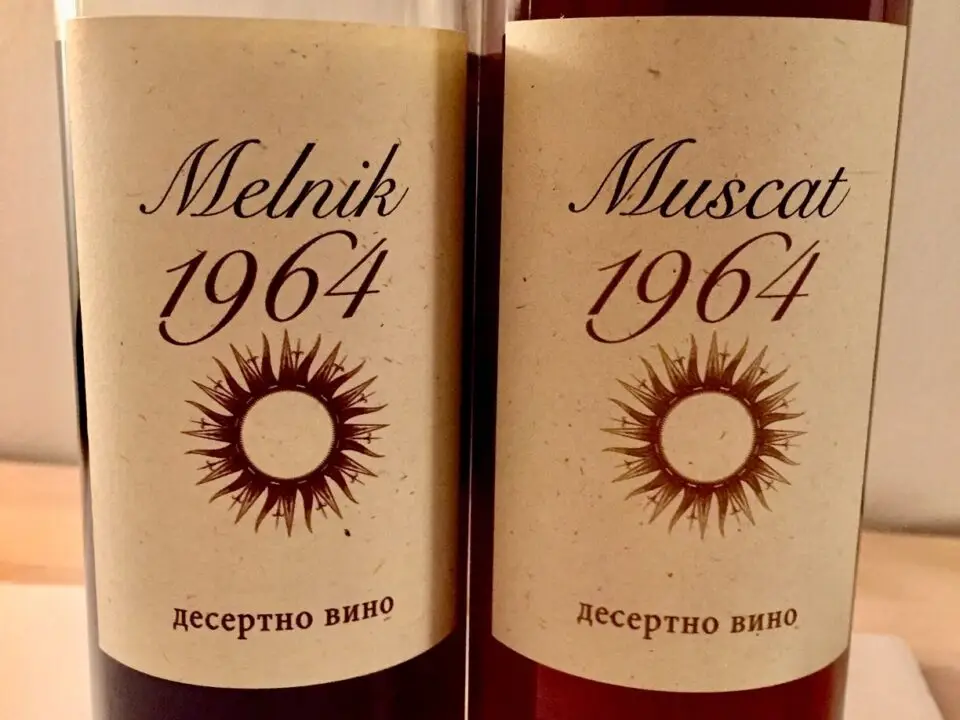 Melnik
1964
десертно вино
Muscat
1964
десертно вино